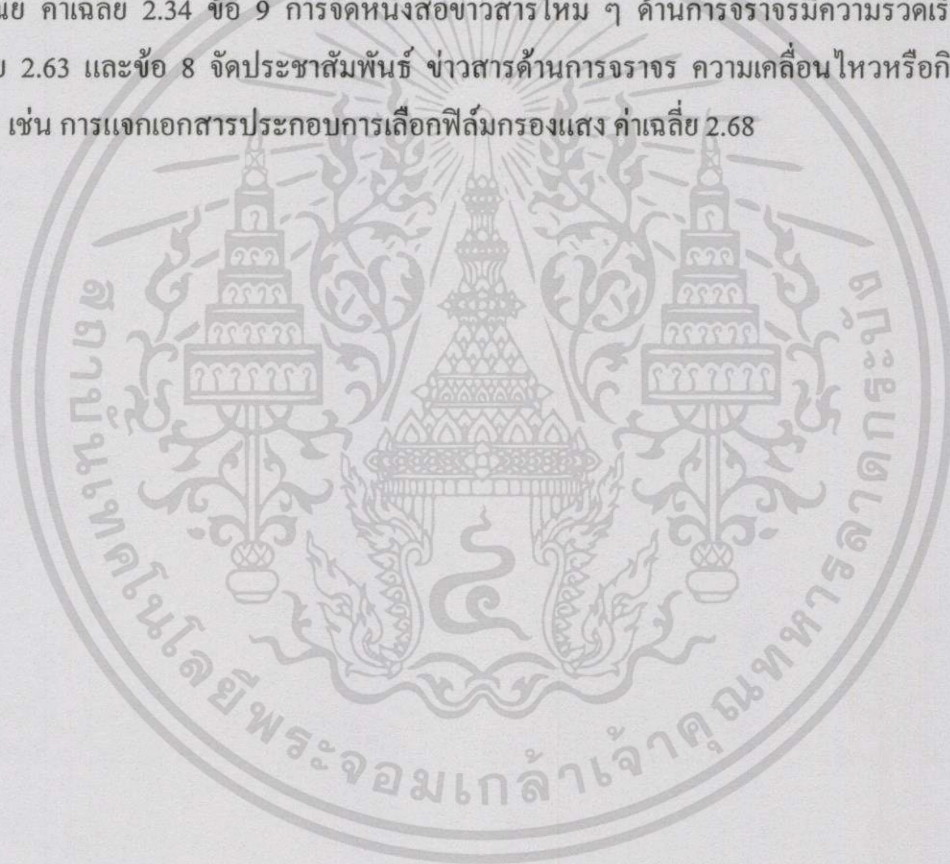 ค่าเฉลี่ย 2.34 ข้อ 9 การจัดหนังสือข่าวสารใหม่ ๆ ด้านการจราจรมีความรวดเร
2.63 และข้อ 8 จัดประชาสัมพันธ์ ข่าวสารด้านการจราจร ความเคลื่อนไหวหรือกิ
เช่น การแจกเอกสารประกอบการเลือกฟิล์มกรองแสง ค่าเฉลี่ย 2.68
สถาบันเทคโนโลยีพระจอมเกล้าเจ้าคุณทหารลาดกระบัง
๔